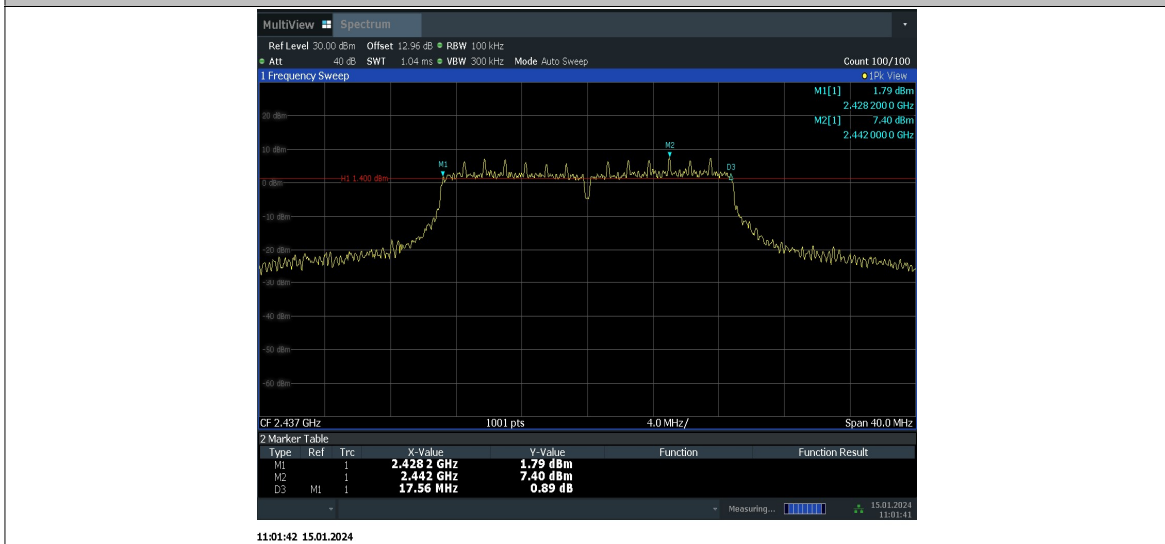 MultiView Spectrum
Ref Level 30.00 dBm Offset 12.96 dB RBW 100 kHz
Att 40 dB SWT 1.04 ms VBW 300 kHz Mode Auto Sweep Count 100/100
1 Frequency Sweep 1Pk View
M1[1] 1.79 dBm
2.428 200 0 GHz
M2[1] 7.40 dBm
2.442 000 0 GHz
20 dBm
10 dBm
M2
M1
D3
H1 1.400 dBm
0 dBm
-10 dBm
-20 dBm
-30 dBm
-40 dBm
-50 dBm
-60 dBm
CF 2.437 GHz 1001 pts 4.0 MHz/ Span 40.0 MHz
2 Marker Table
Type Ref Trc X-Value Y-Value Function Function Result
M1 1 2.428 2 GHz 1.79 dBm
M2 1 2.442 GHz 7.40 dBm
D3 M1 1 17.56 MHz 0.89 dB
Measuring... 15.01.2024
11:01:41
11:01:42 15.01.2024